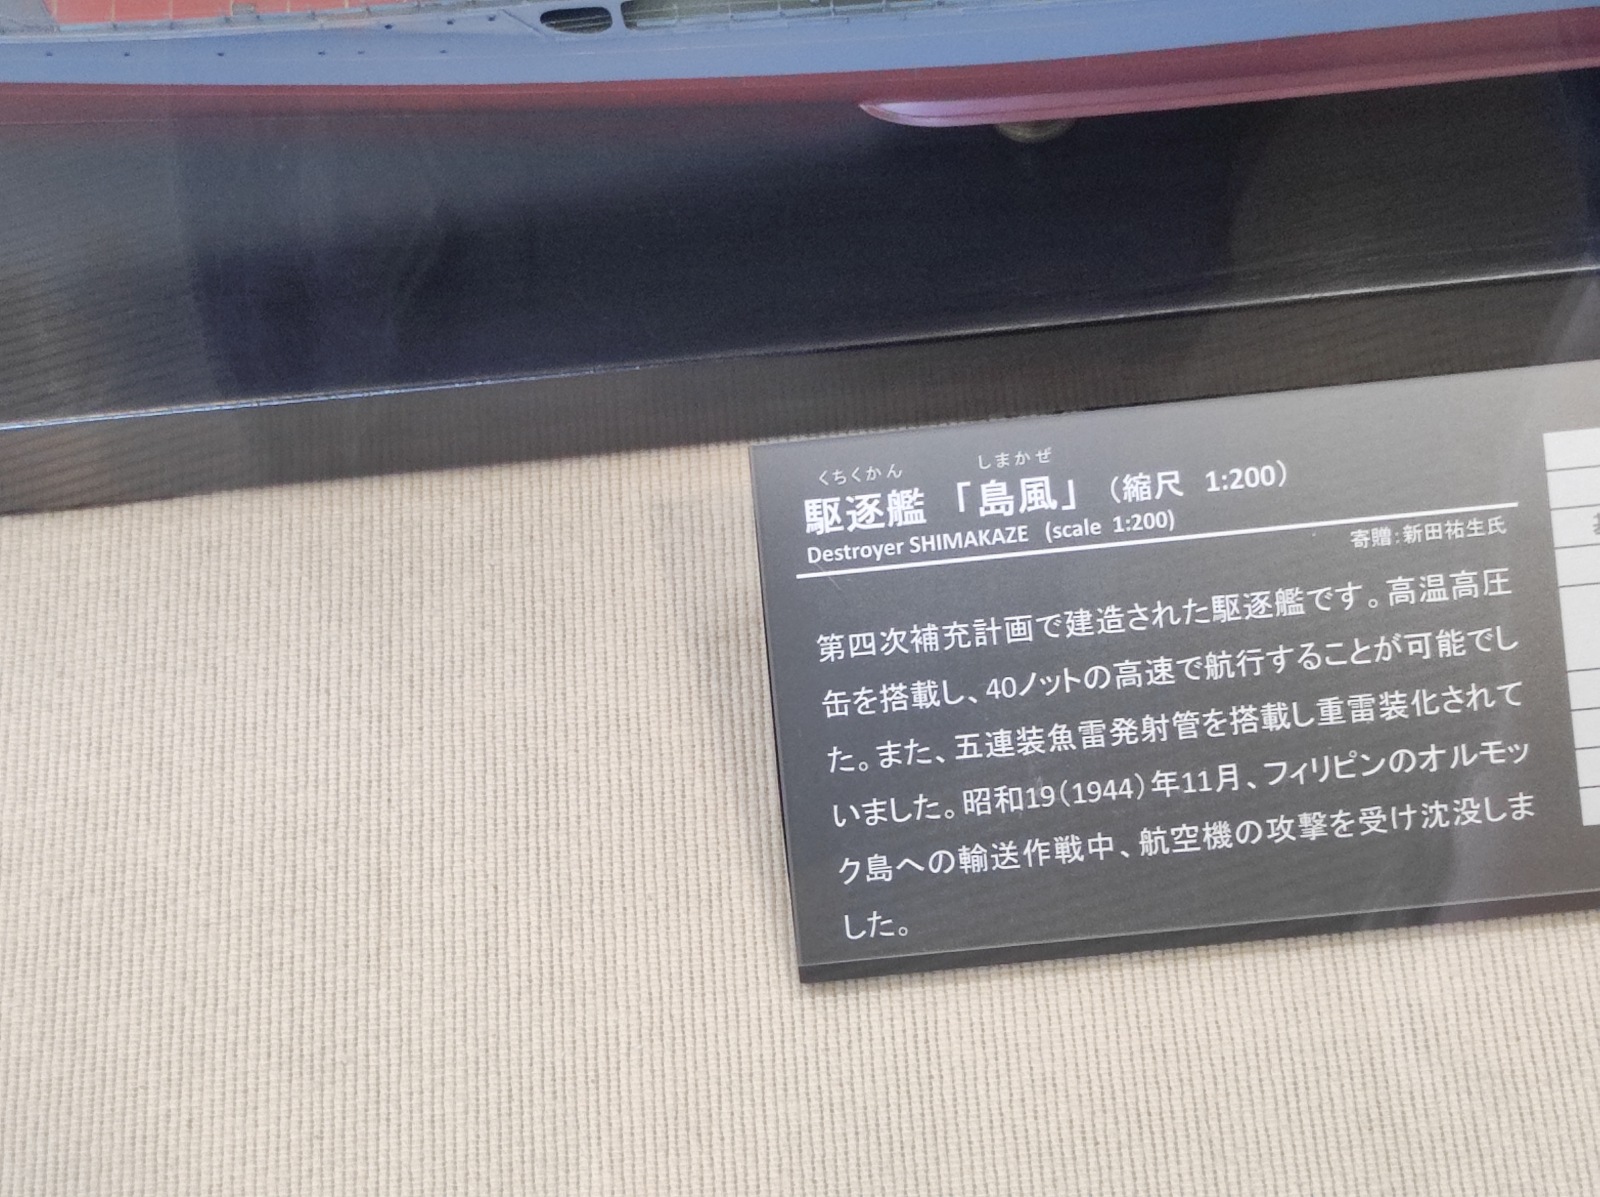 くちくかん しまかぜ
駆逐艦 「島風」 (縮尺 1:200)
Destroyer SHIMAKAZE (scale 1:200)
寄贈:新田祐生氏
第四次補充計画で建造された駆逐艦です。高温高圧
缶を搭載し、40ノットの高速で航行することが可能でし
た。また、五連装魚雷発射管を搭載し重雷装化されて
いました。昭和19(1944)年11月、フィリピンのオルモッ
ク島への輸送作戦中、航空機の攻撃を受け沈没しま
した。